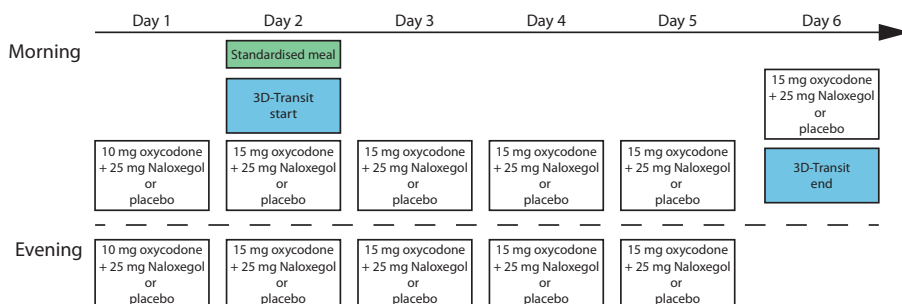 Day 1 Day 2 Day 3 Day 4 Day 5 Day 6
Morning
Standardised meal
3D-Transit
start
15 mg oxycodone
+ 25 mg Naloxegol
or
placebo
10 mg oxycodone
+ 25 mg Naloxegol
or
placebo
15 mg oxycodone
+ 25 mg Naloxegol
or
placebo
15 mg oxycodone
+ 25 mg Naloxegol
or
placebo
15 mg oxycodone
+ 25 mg Naloxegol
or
placebo
15 mg oxycodone
+ 25 mg Naloxegol
or
placebo
3D-Transit
end
Evening
10 mg oxycodone
+ 25 mg Naloxegol
or
placebo
15 mg oxycodone
+ 25 mg Naloxegol
or
placebo
15 mg oxycodone
+ 25 mg Naloxegol
or
placebo
15 mg oxycodone
+ 25 mg Naloxegol
or
placebo
15 mg oxycodone
+ 25 mg Naloxegol
or
placebo